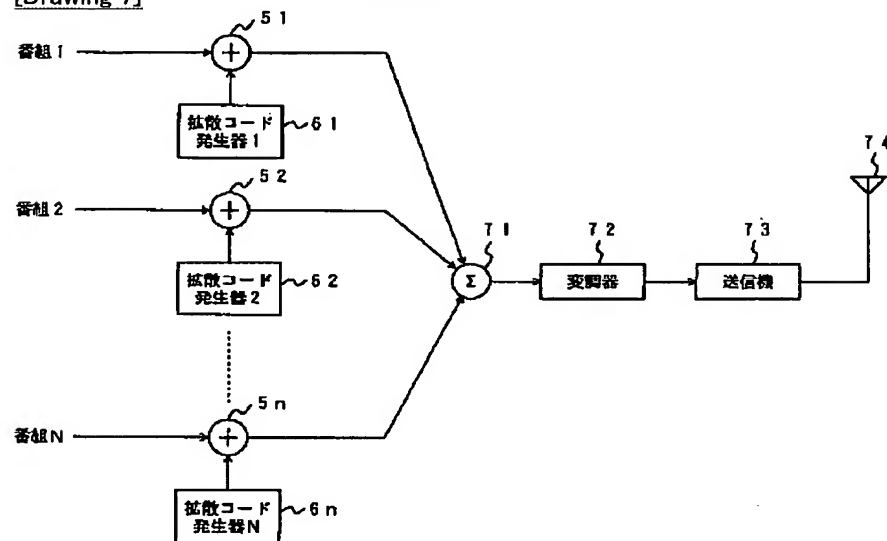 [Drawing 7]
５１
番組１
拡散コード
発生器１
６１
５２
番組２
拡散コード
発生器２
６２
７１
Σ
７２
変調器
７３
送信機
７４
５n
番組N
拡散コード
発生器N
６n